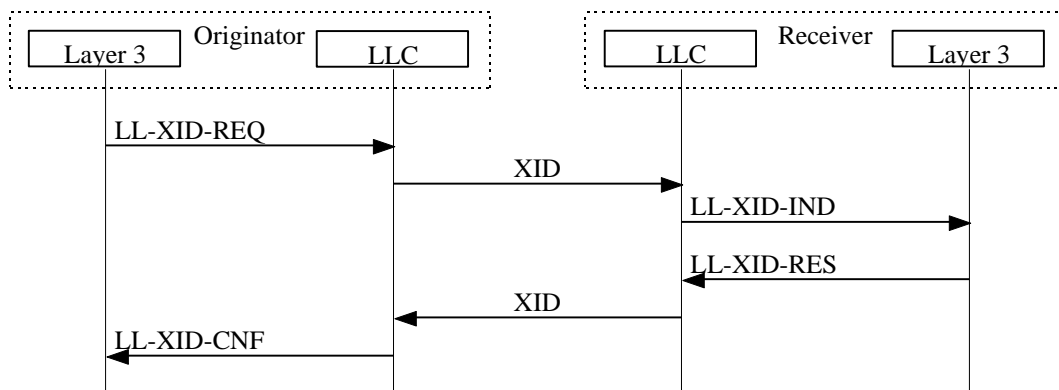 Originator
Receiver
Layer 3
LLC
LLC
Layer 3
LL-XID-REQ
XID
LL-XID-IND
LL-XID-RES
XID
LL-XID-CNF